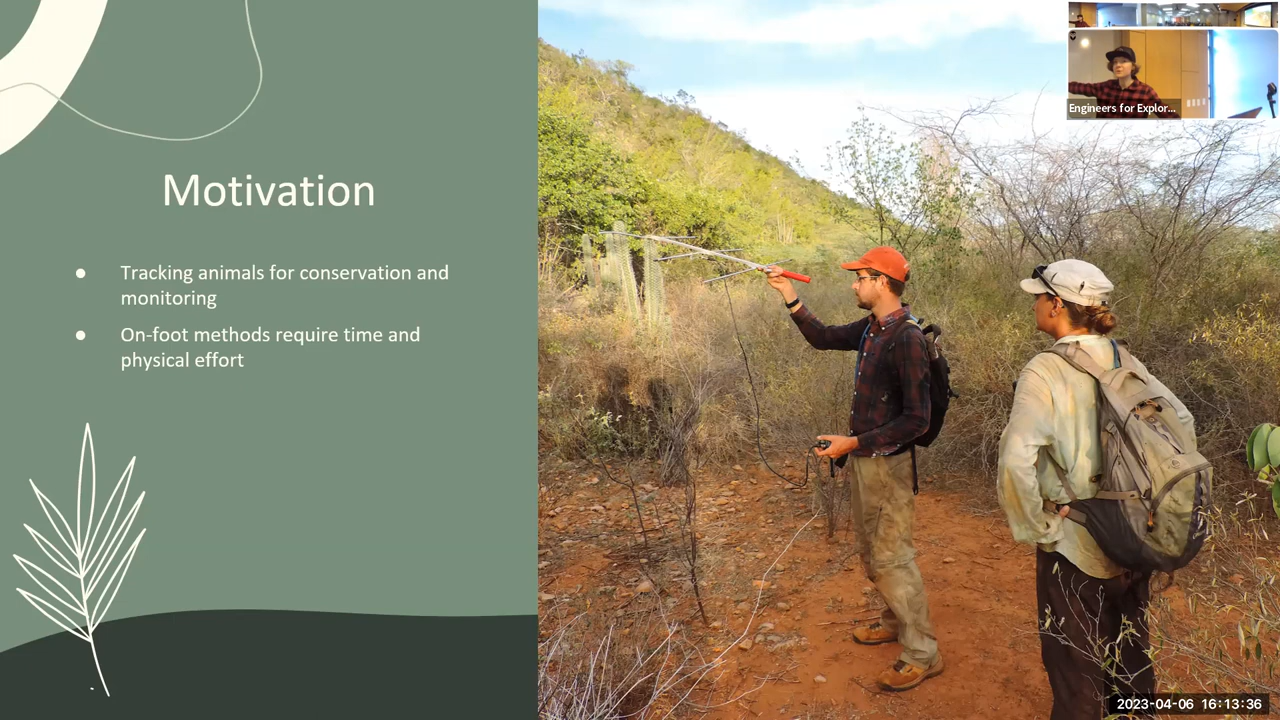 Motivation
● Tracking animals for conservation and
monitoring
● On-foot methods require time and
physical effort
Engineers for Explor...
2023-04-06 16:13:36